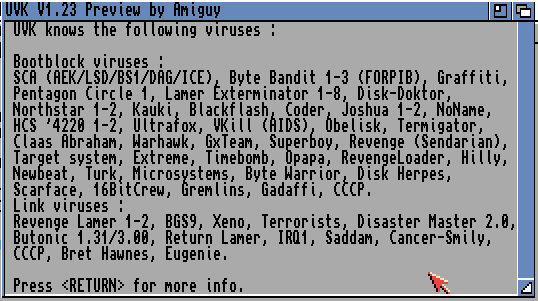 UVK V1.23 Preview by Amiguy
UVK knows the following viruses :
Bootblock viruses :
SCA (AEK/LSD/BS1/DAG/ICE), Byte Bandit 1-3 (FORPIB), Graffiti,
Pentagon Circle 1, Lamer Exterminator 1-8, Disk-Doktor,
Northstar 1-2, Kauki, Blackflash, Coder, Joshua 1-2, NoName,
HCS '4220 1-2, Ultrafox, VKill (AIDS), Obelisk, Termigator,
Claas Abraham, Warhawk, GxTeam, Superboy, Revenge (Sendarian),
Target system, Extreme, Timebomb, Opapa, RevengeLoader, Hilly,
Newbeat, Turk, Microsystems, Byte Warrior, Disk Herpes,
Scarface, 16BitCrew, Gremlins, Gadaffi, CCCP.
Link viruses :
Revenge Lamer 1-2, BGS9, Xeno, Terrorists, Disaster Master 2.0,
Butonic 1.31/3.00, Return Lamer, IRQ1, Saddam, Cancer-Smily,
CCCP, Bret Hawnes, Eugenie.
Press <RETURN> for more info.